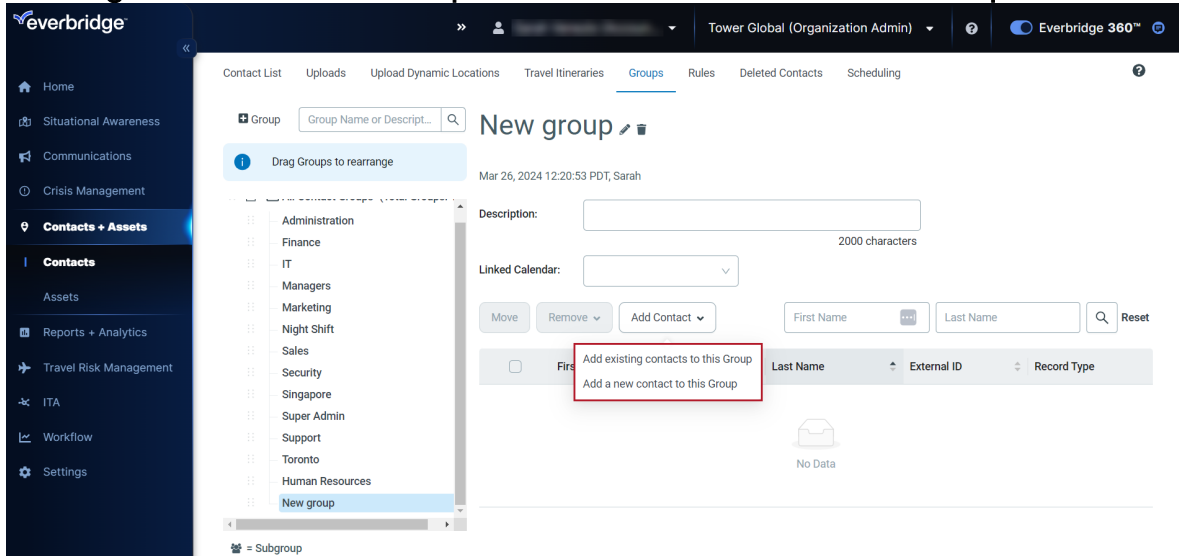 everbridge
»
Tower Global (Organization Admin)
Everbridge 360™
«
Home
Situational Awareness
Communications
Crisis Management
Contacts + Assets
Contacts
Assets
Reports + Analytics
Travel Risk Management
ITA
Workflow
Settings
Contact List Uploads Upload Dynamic Locations Travel Itineraries Groups Rules Deleted Contacts Scheduling
Group
Group Name or Descript...
Drag Groups to rearrange
Administration
Finance
IT
Managers
Marketing
Night Shift
Sales
Security
Singapore
Super Admin
Support
Toronto
Human Resources
New group
= Subgroup
New group
Mar 26, 2024 12:20:53 PDT, Sarah
Description:
2000 characters
Linked Calendar:
Move Remove Add Contact First Name Last Name Reset
Add existing contacts to this Group
Add a new contact to this Group
Last Name External ID Record Type
No Data